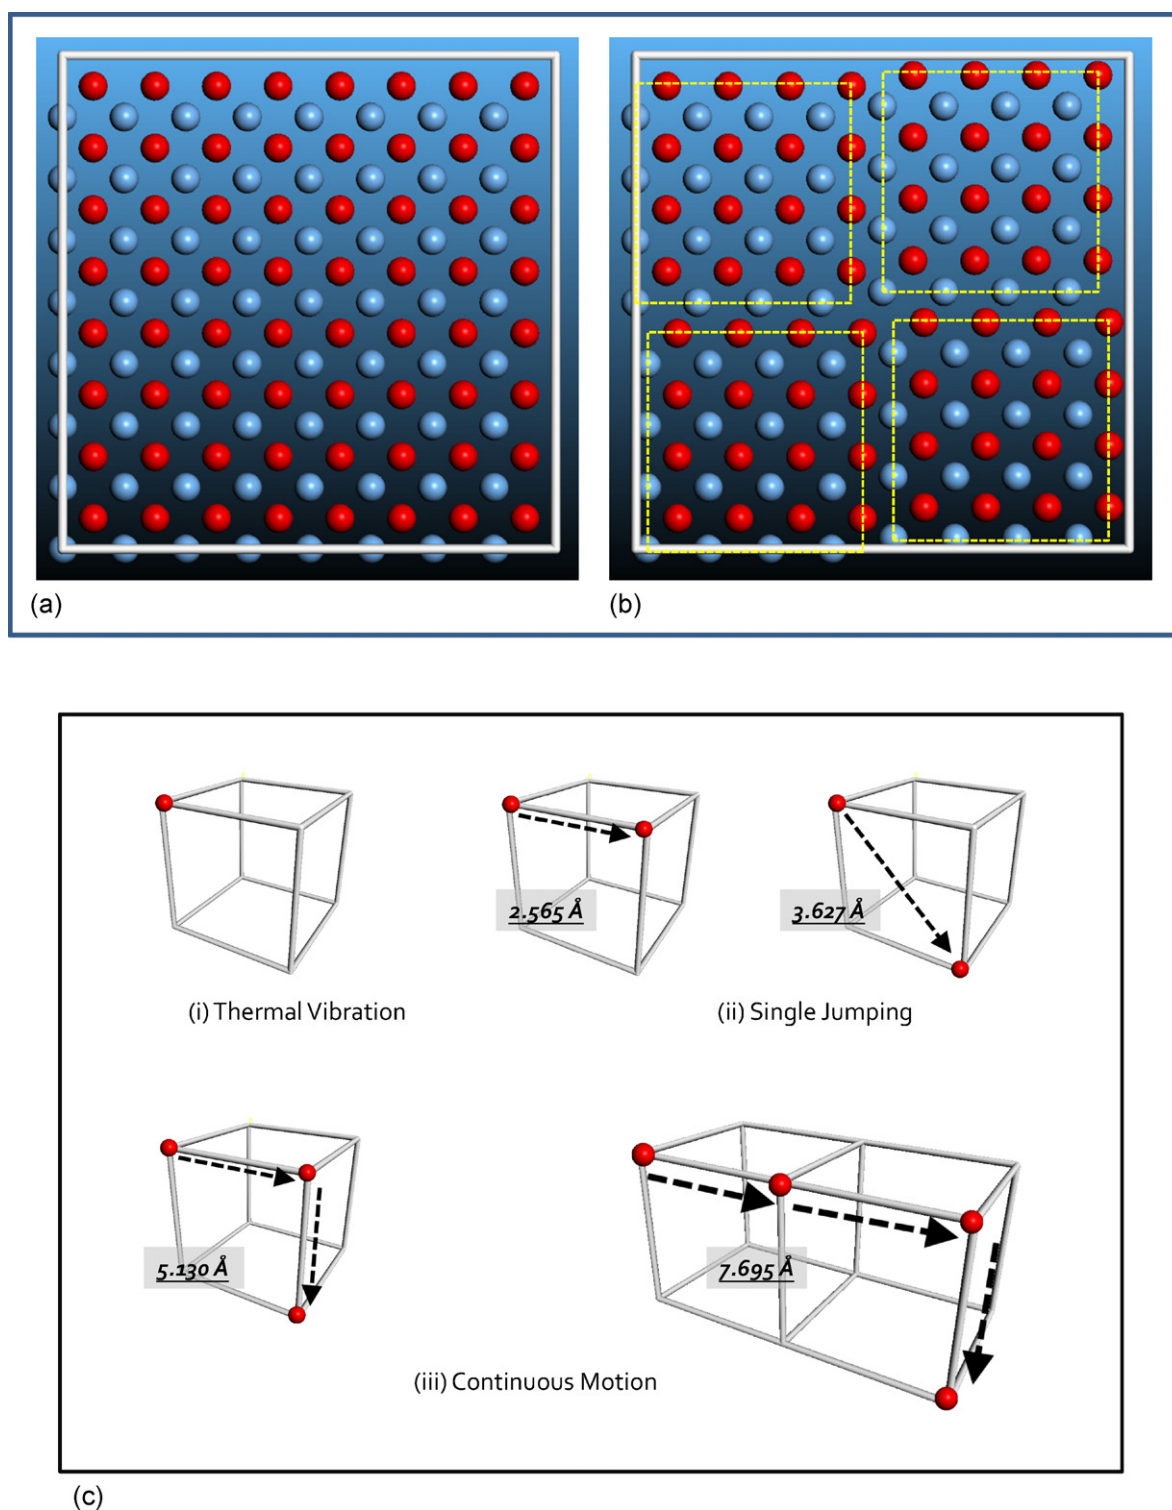 (a)
(b)
2.565 Å
3.627 Å
(i) Thermal Vibration
(ii) Single Jumping
5.130 Å
7.695 Å
(iii) Continuous Motion
(c)